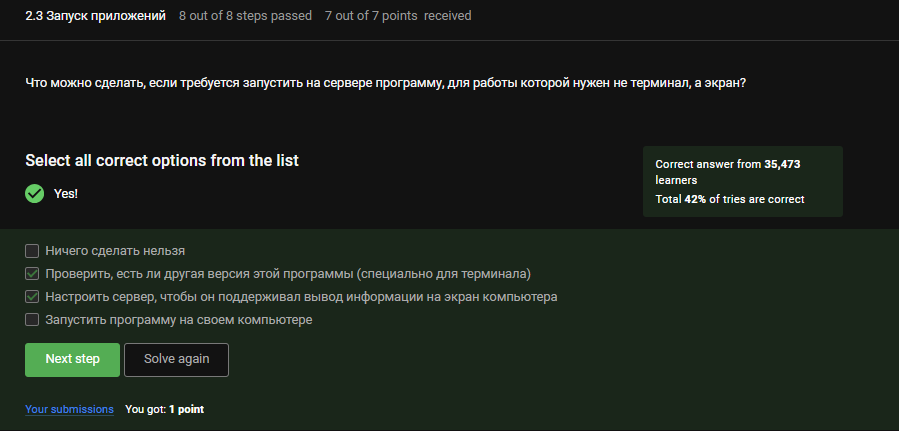 2.3 Запуск приложений 8 out of 8 steps passed 7 out of 7 points received
Что можно сделать, если требуется запустить на сервере программу, для работы которой нужен не терминал, а экран?
Select all correct options from the list
Yes!
Correct answer from 35,473
learners
Total 42% of tries are correct
Ничего сделать нельзя
Проверить, есть ли другая версия этой программы (специально для терминала)
Настроить сервер, чтобы он поддерживал вывод информации на экран компьютера
Запустить программу на своем компьютере
Next step Solve again
Your submissions You got: 1 point